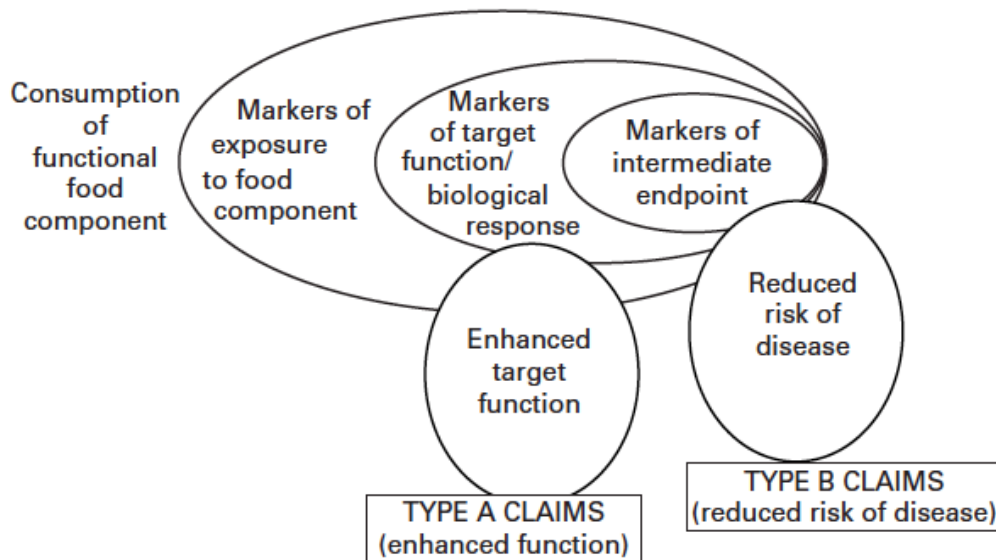 Consumption
of
functional
food
component
Markers of
exposure
to food
component
Markers
of target
function/
biological
response
Markers of
intermediate
endpoint
Enhanced
target
function
Reduced
risk of
disease
TYPE A CLAIMS
(enhanced function)
TYPE B CLAIMS
(reduced risk of disease)